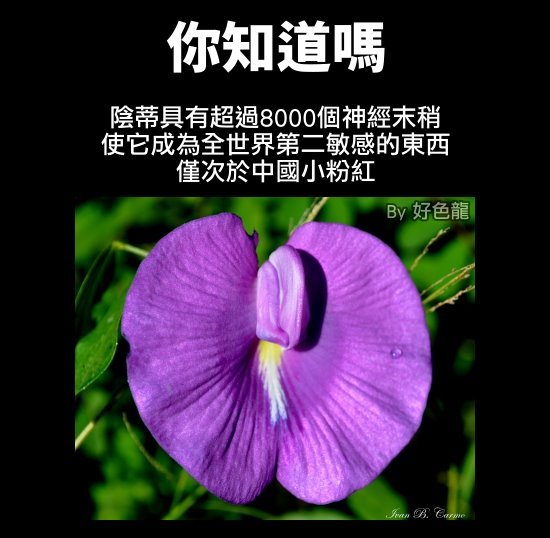 你知道嗎
陰蒂具有超過8000個神經末稍
使它成為全世界第二敏感的東西
僅次於中國小粉紅
By 好色龍
Ivan B. Carmo